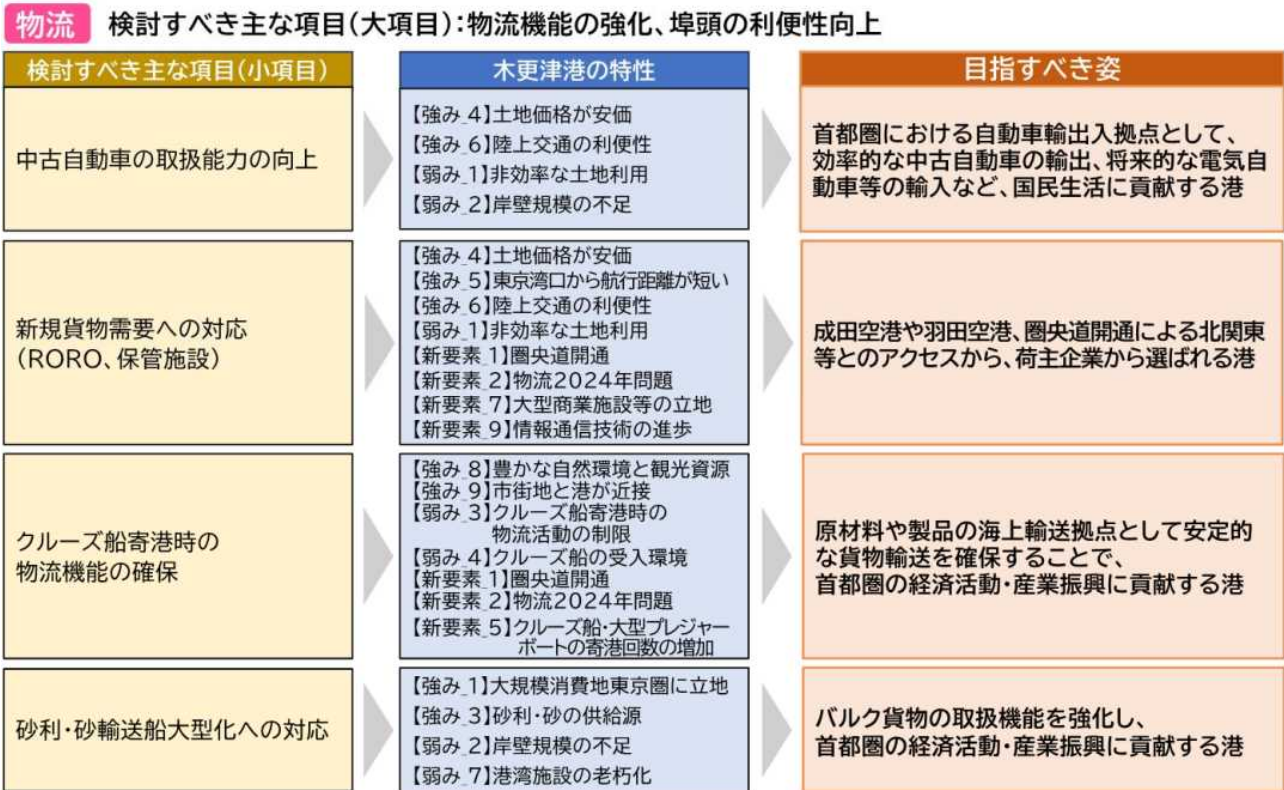 物流 検討すべき主な項目(大項目):物流機能の強化、埠頭の利便性向上
検討すべき主な項目(小項目)
木更津港の特性
目指すべき姿
中古自動車の取扱能力の向上
【強み_4】土地価格が安価
【強み_6】陸上交通の利便性
【弱み_1】非効率な土地利用
【弱み_2】岸壁規模の不足
首都圏における自動車輸出入拠点として、
効率的な中古自動車の輸出、将来的な電気自
動車等の輸入など、国民生活に貢献する港
新規貨物需要への対応
(RORO、保管施設)
【強み_4】土地価格が安価
【強み_5】東京湾口から航行距離が短い
【強み_6】陸上交通の利便性
【弱み_1】非効率な土地利用
【新要素_1】圏央道開通
【新要素_2】物流2024年問題
【新要素_7】大型商業施設等の立地
【新要素_9】情報通信技術の進歩
成田空港や羽田空港、圏央道開通による北関東
等とのアクセスから、荷主企業から選ばれる港
クルーズ船寄港時の
物流機能の確保
【強み_8】豊かな自然環境と観光資源
【強み_9】市街地と港が近接
【弱み_3】クルーズ船寄港時の
物流活動の制限
【弱み_4】クルーズ船の受入環境
【新要素_1】圏央道開通
【新要素_2】物流2024年問題
【新要素_5】クルーズ船・大型プレジャー
ボートの寄港回数の増加
原材料や製品の海上輸送拠点として安定的
な貨物輸送を確保することで、
首都圏の経済活動・産業振興に貢献する港
砂利・砂輸送船大型化への対応
【強み_1】大規模消費地東京圏に立地
【強み_3】砂利・砂の供給源
【弱み_2】岸壁規模の不足
【弱み_7】港湾施設の老朽化
バルク貨物の取扱機能を強化し、
首都圏の経済活動・産業振興に貢献する港